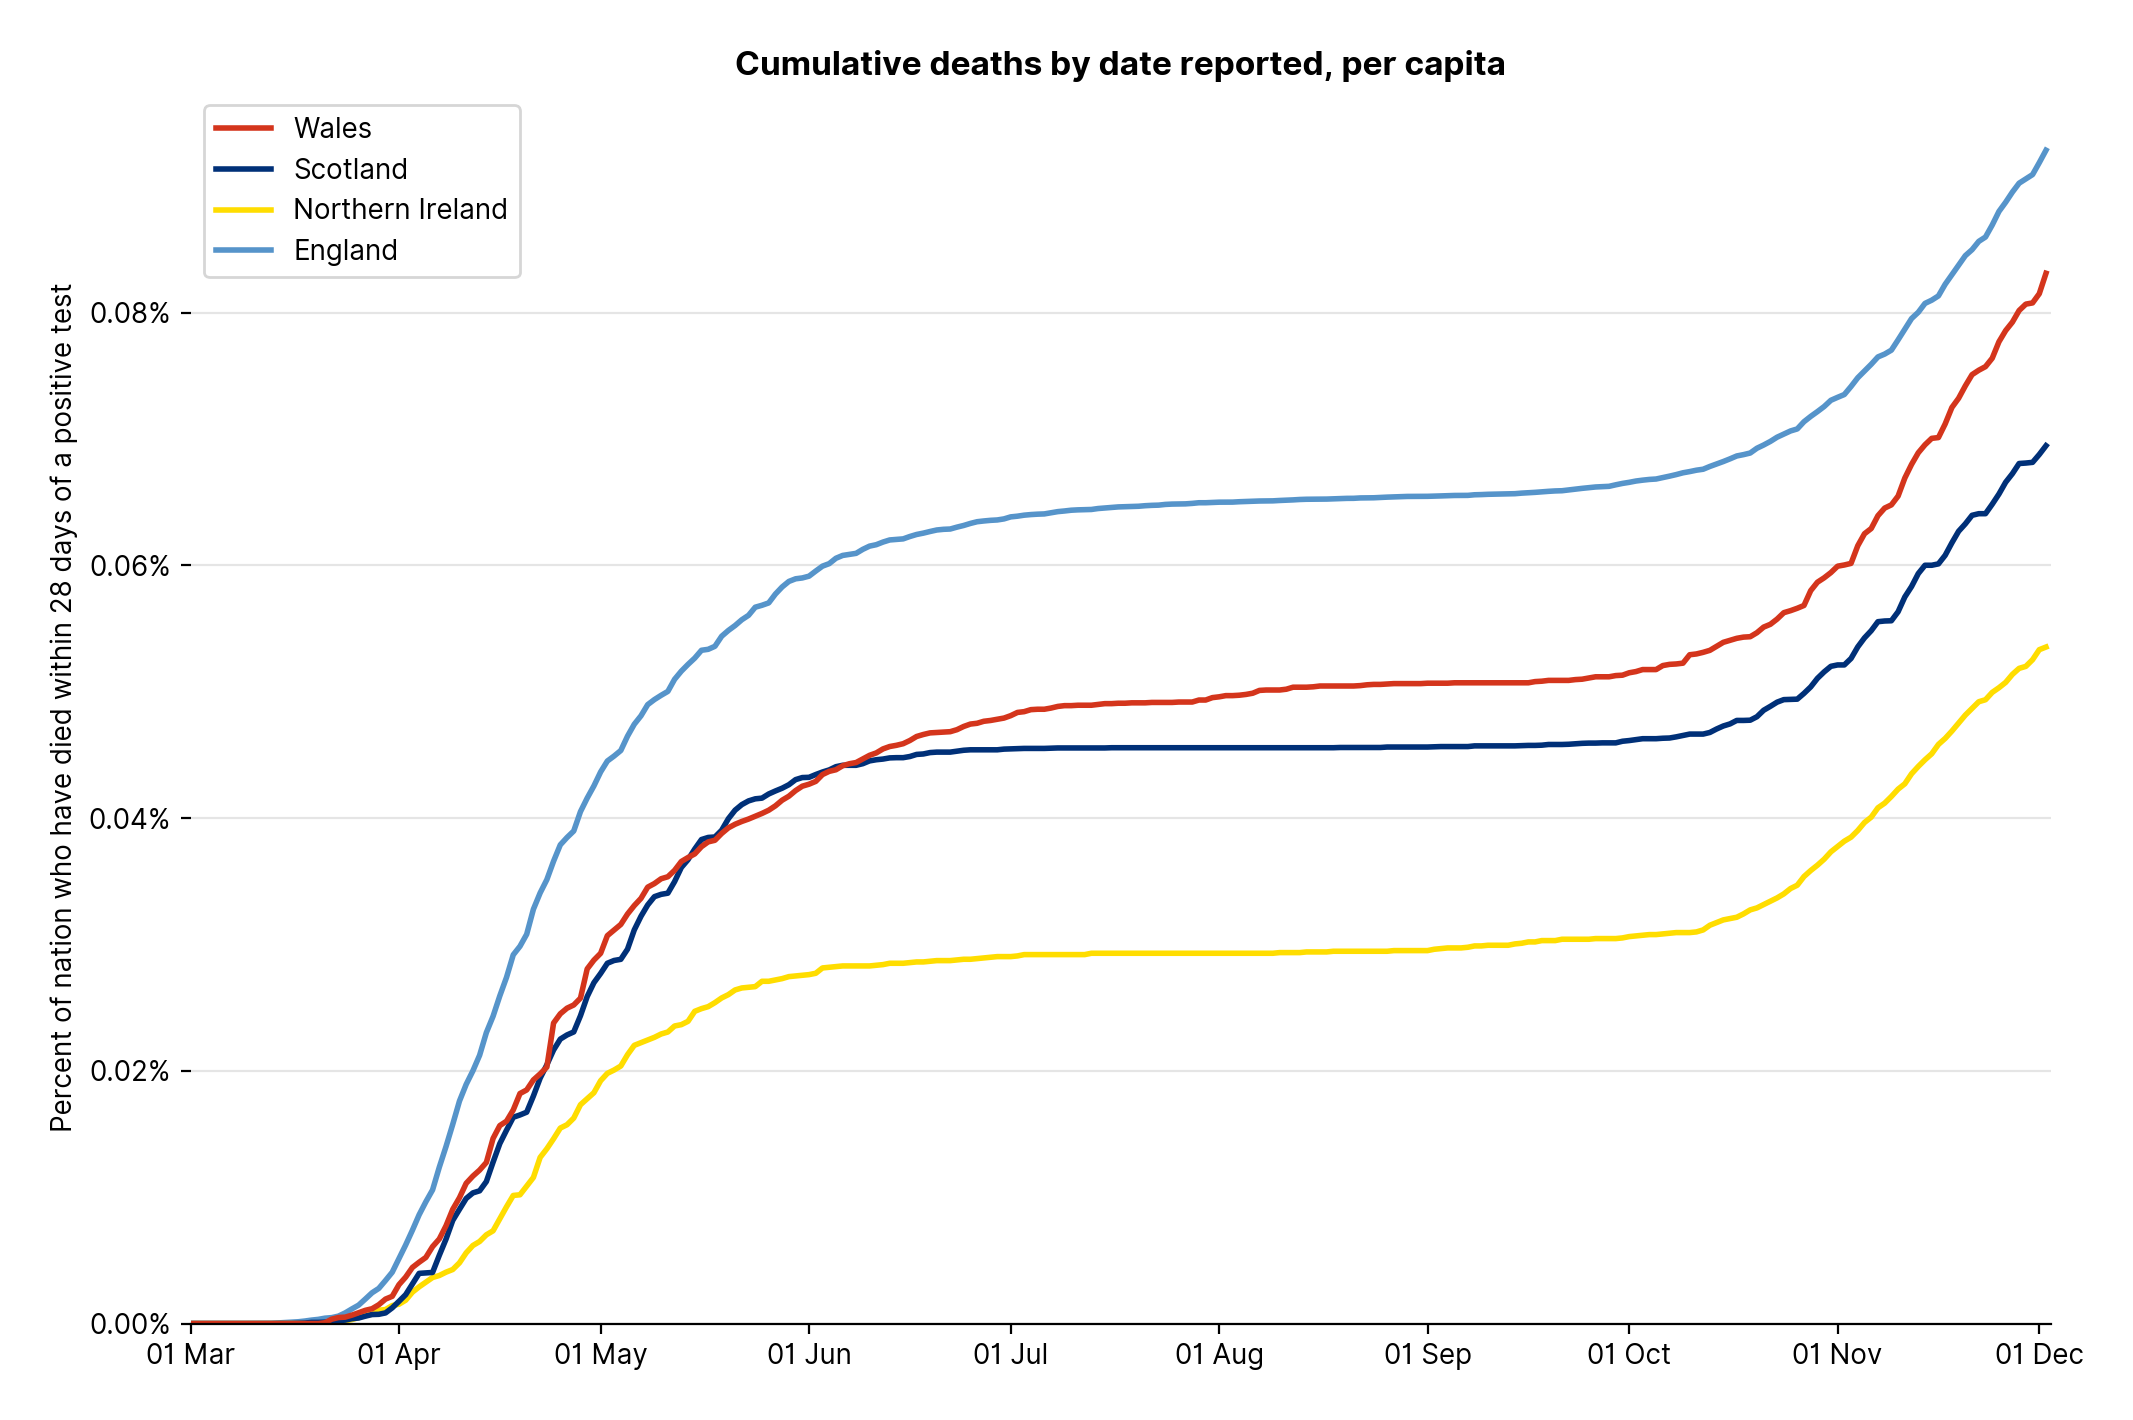 Cumulative deaths by date reported, per capita
Wales
Scotland
Northern Ireland
England
Percent of nation who have died within 28 days of a positive test
0.08%
0.06%
0.04%
0.02%
0.00%
01 Mar
01 Apr
01 May
01 Jun
01 Jul
01 Aug
01 Sep
01 Oct
01 Nov
01 Dec